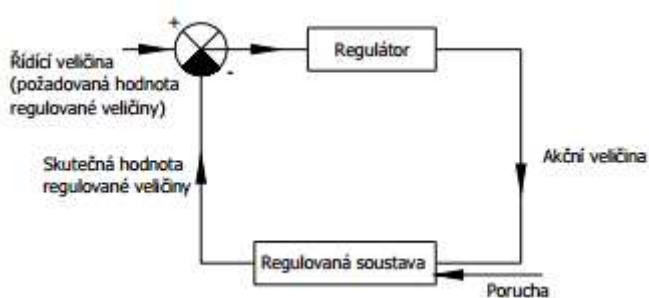 +
Řídící veličina
(požadovaná hodnota
regulované veličiny)
-
Regulátor
Skutečná hodnota
regulované veličiny
Akční veličina
Regulovaná soustava
Porucha